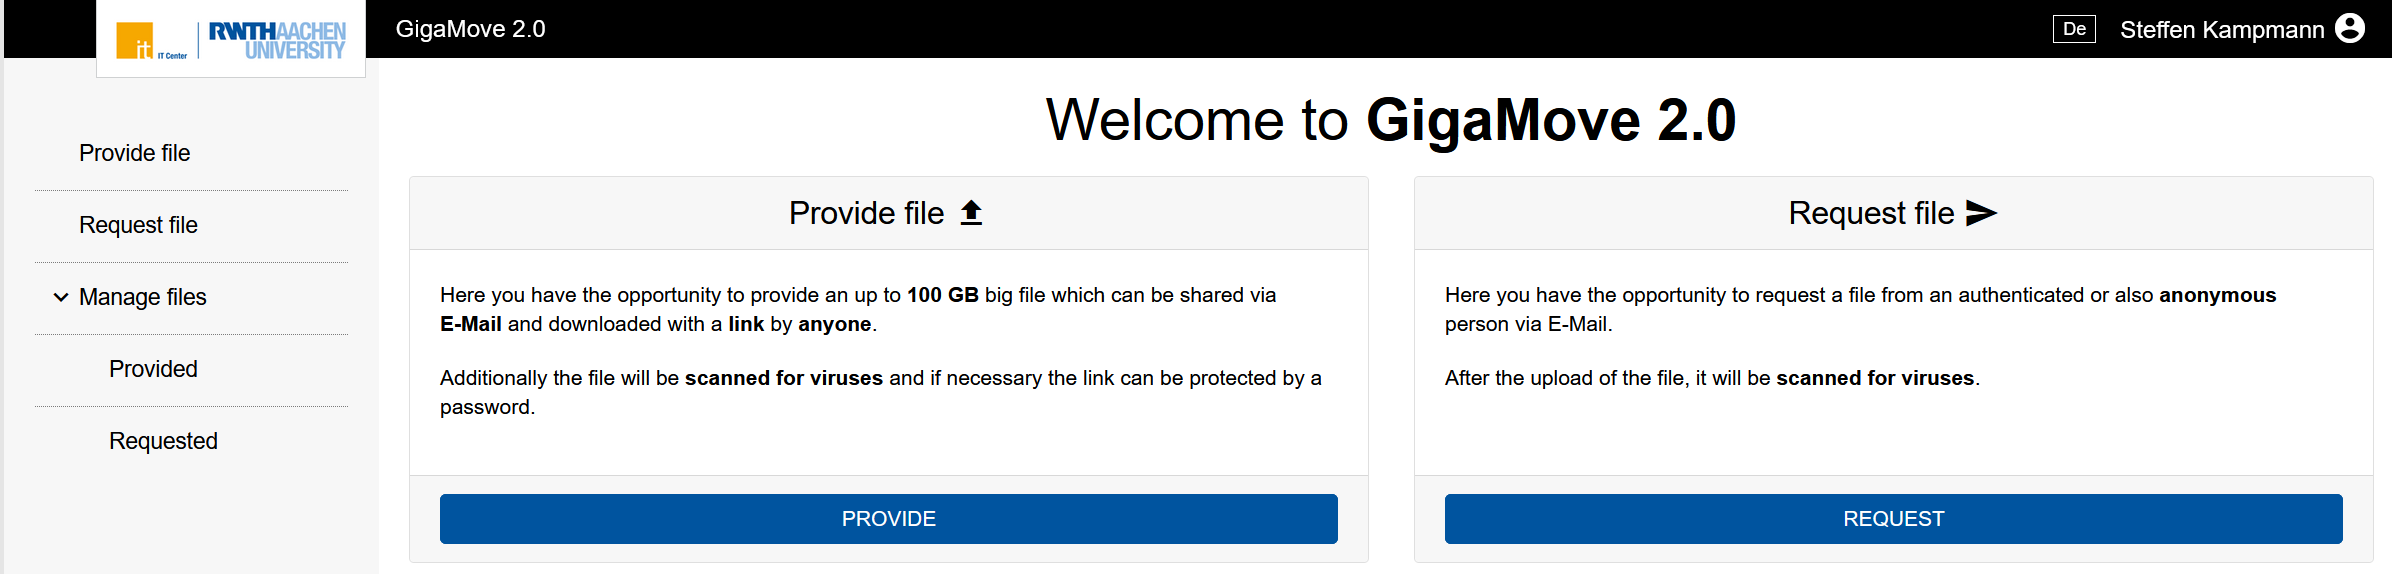 it IT Center RWTHAACHEN UNIVERSITY
GigaMove 2.0
De Steffen Kampmann
Provide file
Request file
Manage files
Provided
Requested
Welcome to GigaMove 2.0
Provide file
Here you have the opportunity to provide an up to 100 GB big file which can be shared via
E-Mail and downloaded with a link by anyone.
Additionally the file will be scanned for viruses and if necessary the link can be protected by a
password.
PROVIDE
Request file
Here you have the opportunity to request a file from an authenticated or also anonymous
person via E-Mail.
After the upload of the file, it will be scanned for viruses.
REQUEST